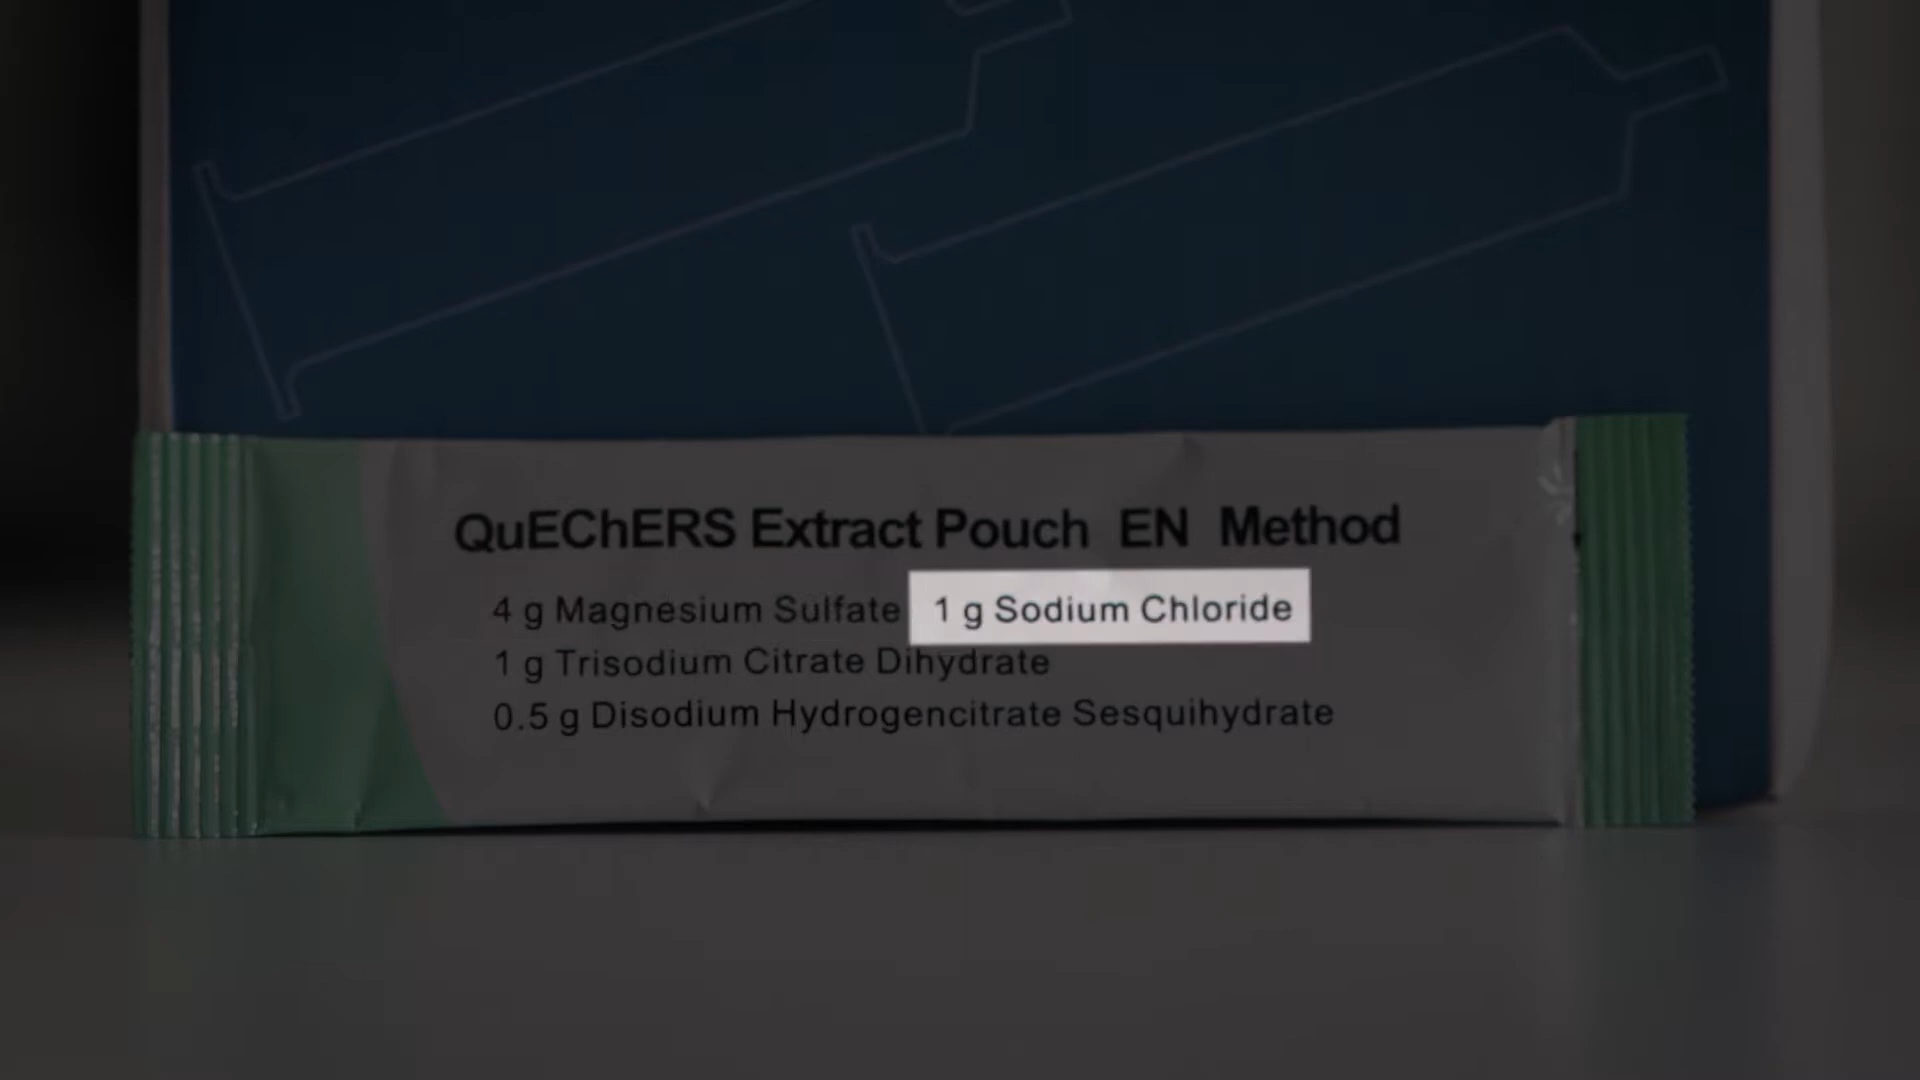 QuEChERS Extract Pouch EN Method
4 g Magnesium Sulfate 1 g Sodium Chloride
1 g Trisodium Citrate Dihydrate
0.5 g Disodium Hydrogencitrate Sesquihydrate